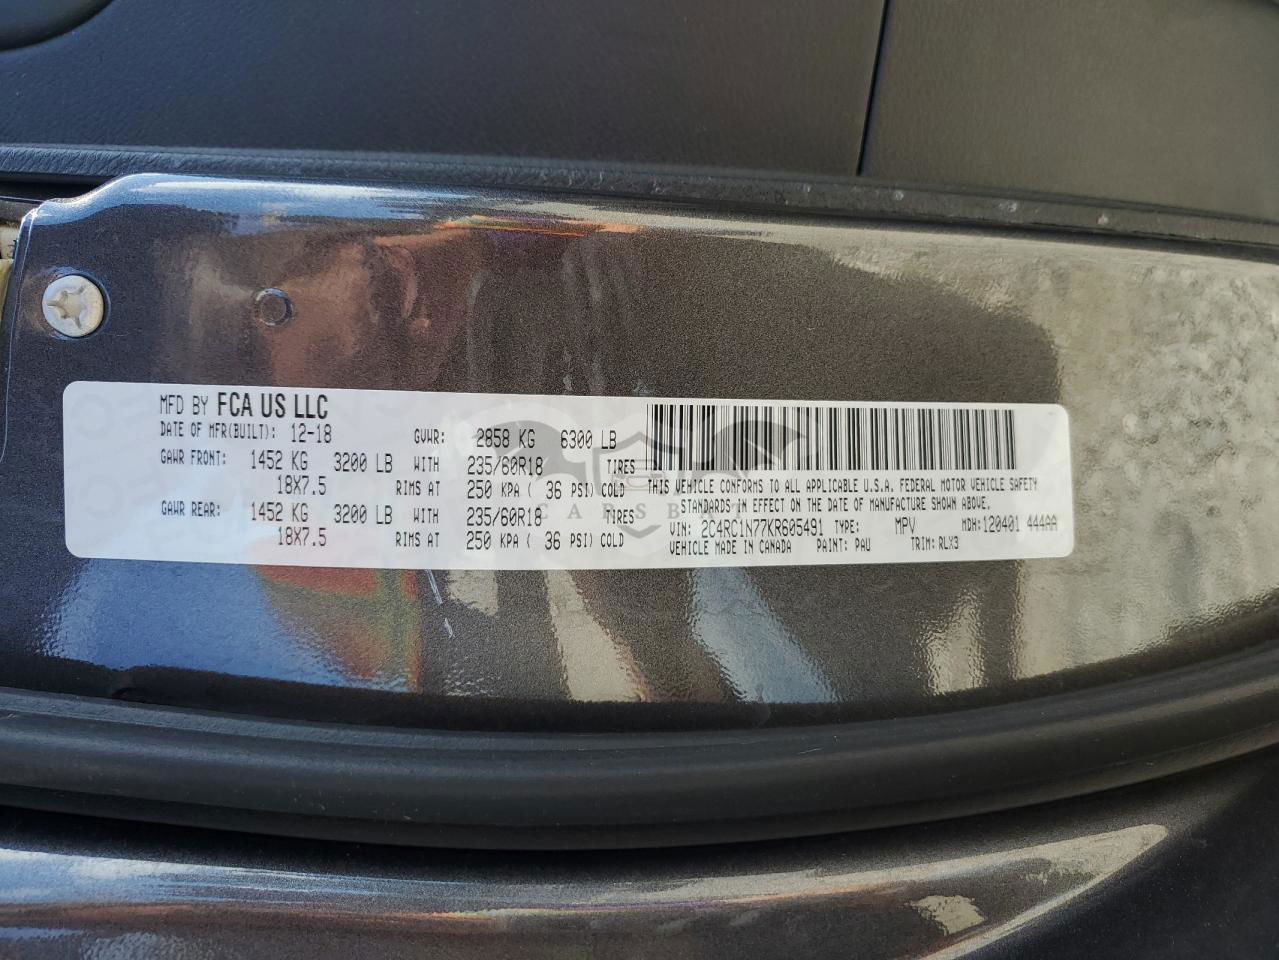 MFD BY FCA US LLC
DATE OF MFR(BUILT): 12-18 GVWR: 2858 KG 6300 LB
GAWR FRONT: 1452 KG 3200 LB WITH 235/60R18 TIRES
18X7.5 RIMS AT 250 KPA ( 36 PSI) COLD
GAWR REAR: 1452 KG 3200 LB WITH 235/60R18 TIRES
18X7.5 RIMS AT 250 KPA ( 36 PSI) COLD
THIS VEHICLE CONFORMS TO ALL APPLICABLE U.S.A. FEDERAL MOTOR VEHICLE SAFETY
STANDARDS IN EFFECT ON THE DATE OF MANUFACTURE SHOWN ABOVE.
VIN: 2C4RC1N77KR605491 TYPE: MPV MDH:120401 444AA
VEHICLE MADE IN CANADA PAINT: PAU TRIM: RLX3
CARSBAT